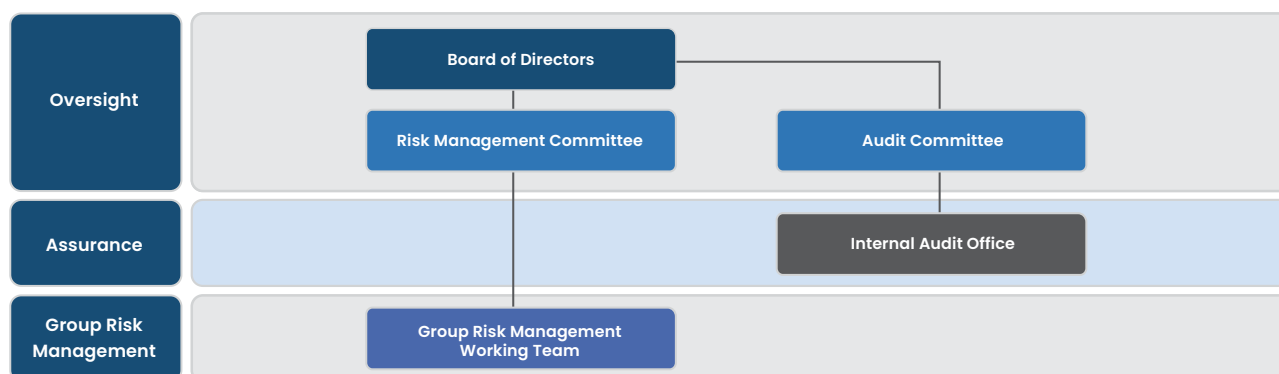 Oversight
Board of Directors
Risk Management Committee
Audit Committee
Assurance
Internal Audit Office
Group Risk
Management
Group Risk Management
Working Team